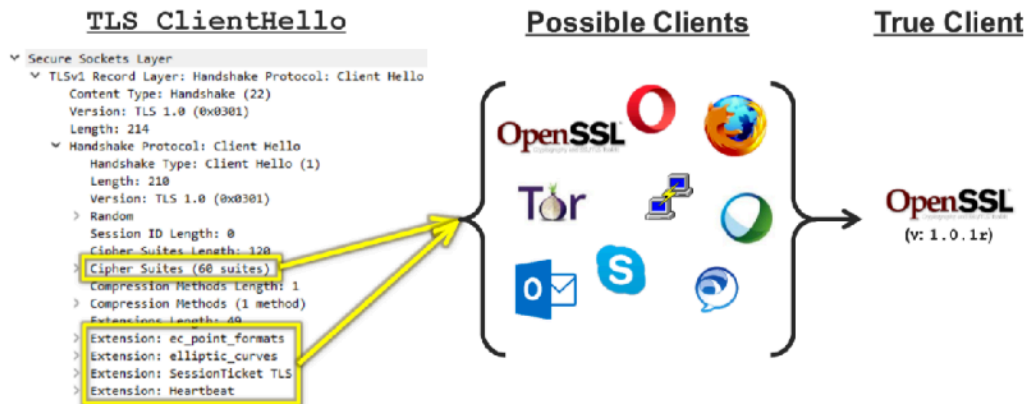 TLS ClientHello
Secure Sockets Layer
TLSv1 Record Layer: Handshake Protocol: Client Hello
Content Type: Handshake (22)
Version: TLS 1.0 (0x0301)
Length: 214
Handshake Protocol: Client Hello
Handshake Type: Client Hello (1)
Length: 210
Version: TLS 1.0 (0x0301)
Random
Session ID Length: 0
Cipher Suites Length: 120
Cipher Suites (60 suites)
Compression Methods Length: 1
Compression Methods (1 method)
Extensions Length: 49
Extension: ec_point_formats
Extension: elliptic_curves
Extension: SessionTicket TLS
Extension: Heartbeat
Possible Clients
OpenSSL
Tor
O
S
True Client
OpenSSL
(v: 1.0.1r)